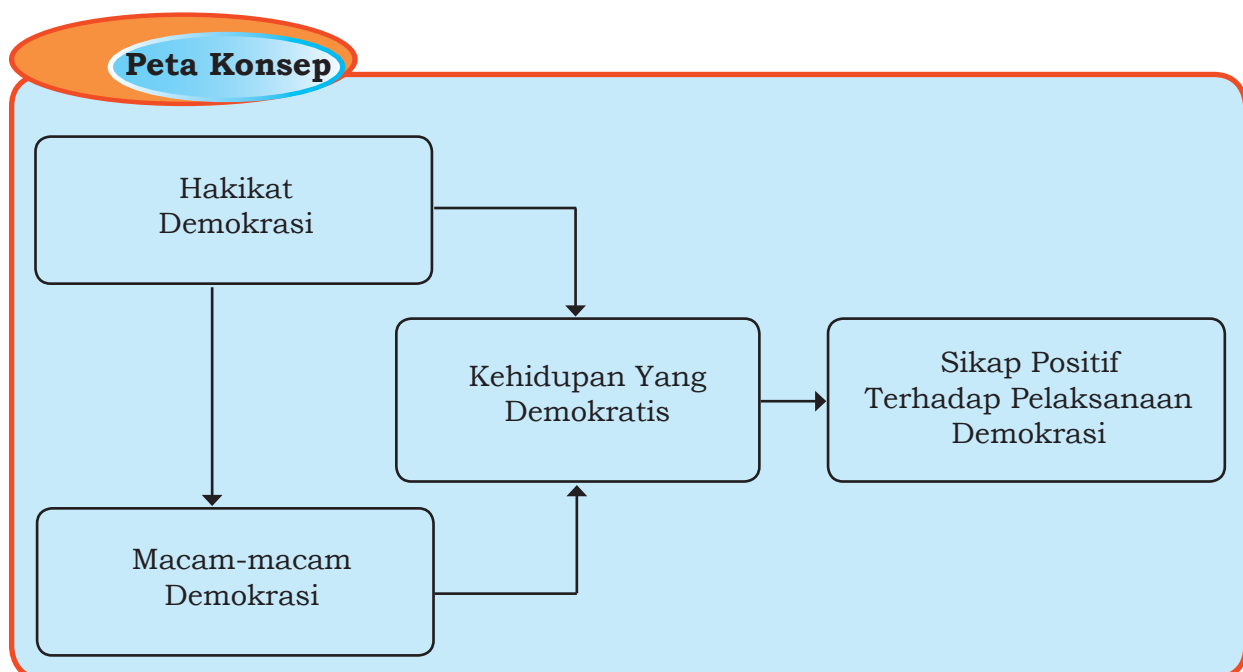 Peta Konsep
Hakikat
Demokrasi
Kehidupan Yang
Demokratis
Sikap Positif
Terhadap Pelaksanaan
Demokrasi
Macam-macam
Demokrasi